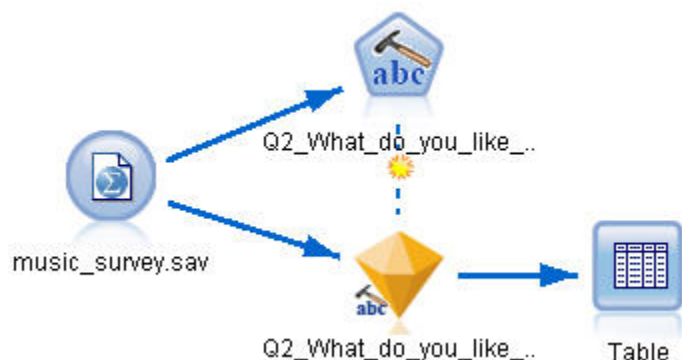 abc
Q2_What_do_you_like_..
music_survey.sav
abc
Q2_What_do_you_like_..
Table